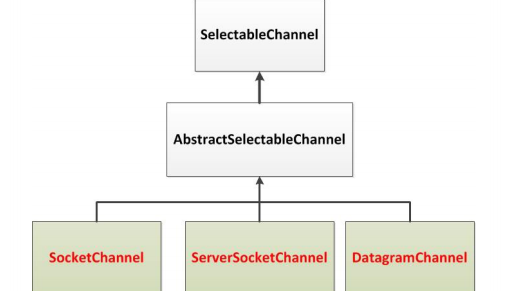 SelectableChannel
AbstractSelectableChannel
SocketChannel
ServerSocketChannel
DatagramChannel